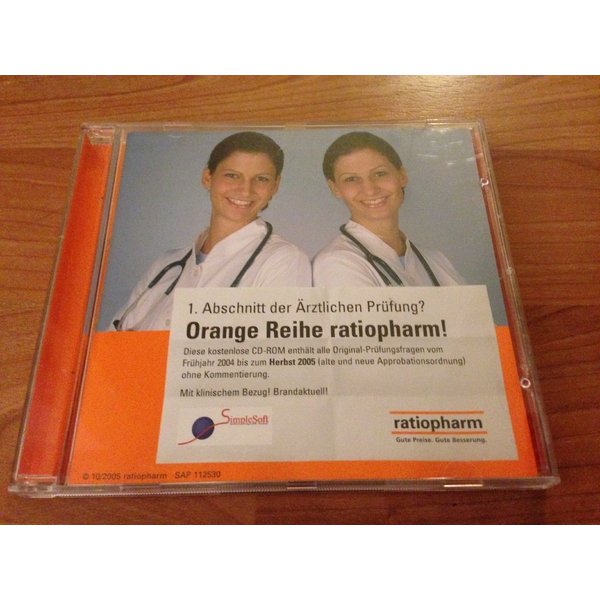 1. Abschnitt der Ärztlichen Prüfung?
Orange Reihe ratiopharm!
Diese kostenlose CD-ROM enthält alle Original-Prüfungsfragen vom
Frühjahr 2004 bis zum Herbst 2005 (alte und neue Approbationsordnung)
ohne Kommentierung.
Mit klinischem Bezug! Brandaktuell!
SimpleSoft
ratiopharm
Gute Preise. Gute Besserung.
© 10/2005 ratiopharm SAP 112530